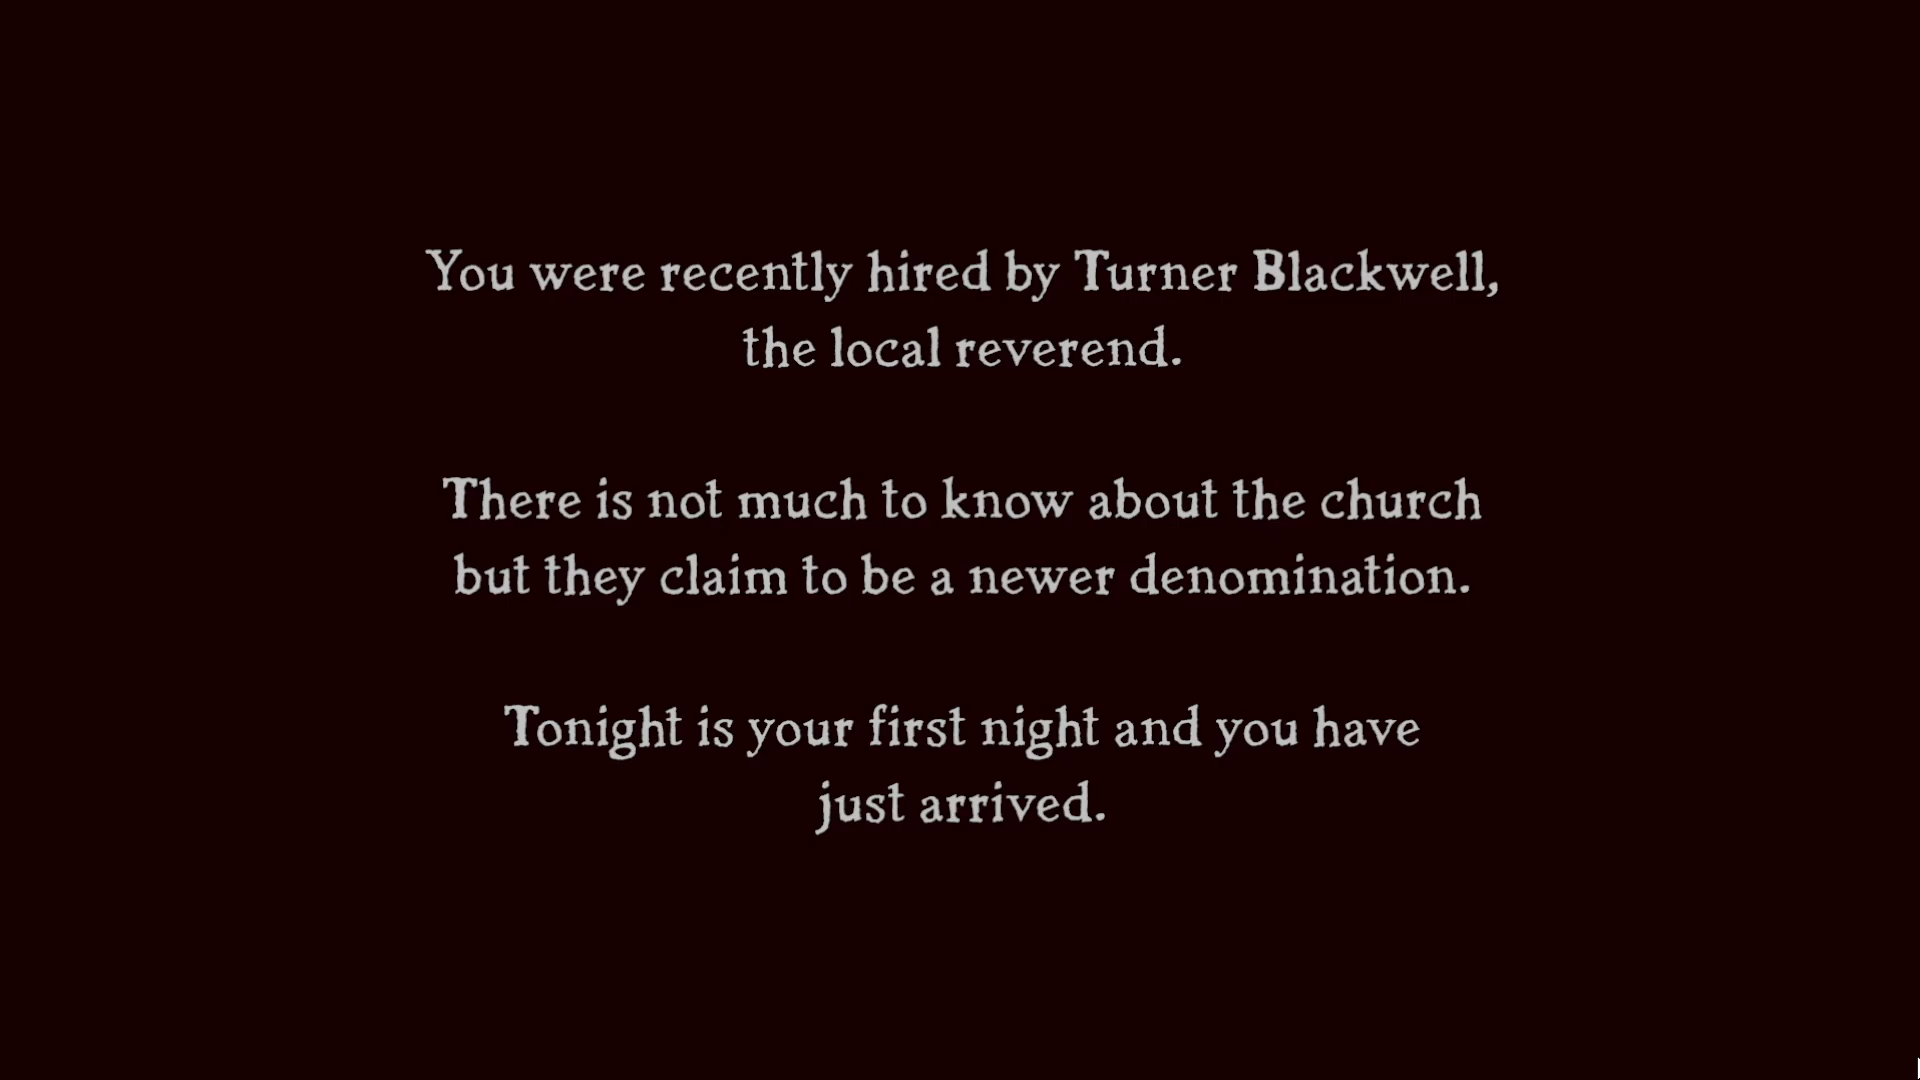 You were recently hired by Turner Blackwell,
the local reverend.
There is not much to know about the church
but they claim to be a newer denomination.
Tonight is your first night and you have
just arrived.